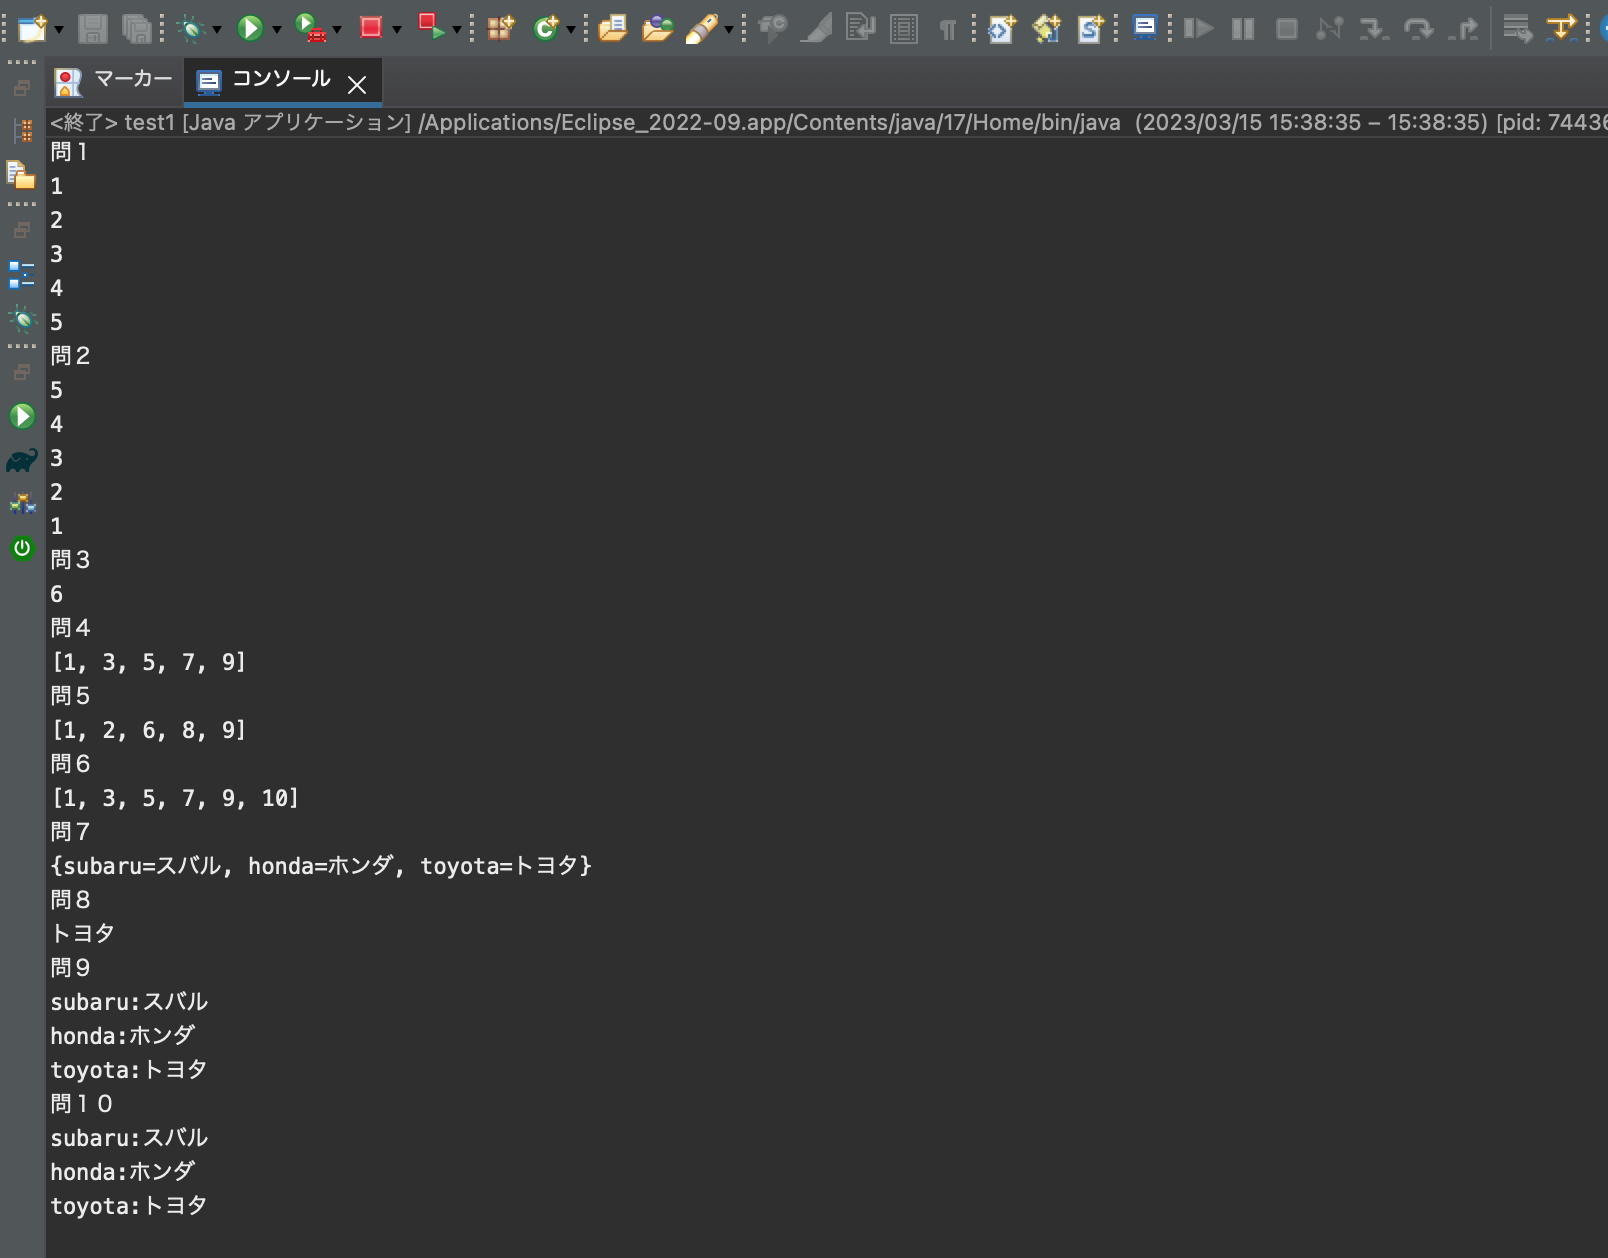 マーカー コンソール
<終了> test1 [Java アプリケーション] /Applications/Eclipse_2022-09.app/Contents/java/17/Home/bin/java (2023/03/15 15:38:35 – 15:38:35) [pid: 74436
問１
1
2
3
4
5
問２
5
4
3
2
1
問３
6
問４
[1, 3, 5, 7, 9]
問５
[1, 2, 6, 8, 9]
問６
[1, 3, 5, 7, 9, 10]
問７
{subaru=スバル, honda=ホンダ, toyota=トヨタ}
問８
トヨタ
問９
subaru:スバル
honda:ホンダ
toyota:トヨタ
問１０
subaru:スバル
honda:ホンダ
toyota:トヨタ